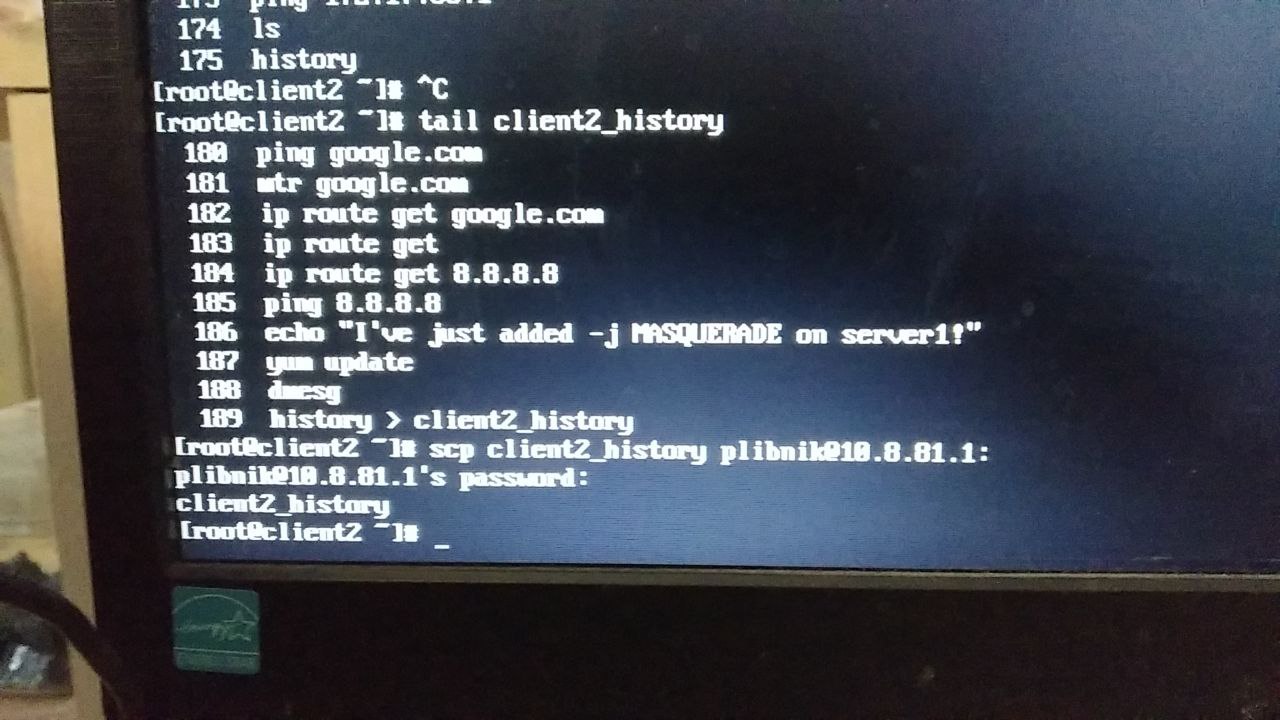 174 ls
175 history
[root@client2 ~]# ^C
[root@client2 ~]# tail client2_history
180 ping google.com
181 mtr google.com
182 ip route get google.com
183 ip route get
184 ip route get 8.8.8.8
185 ping 8.8.8.8
186 echo "I've just added -j MASQUERADE on server1!"
187 yum update
188 dmesg
189 history > client2_history
[root@client2 ~]# scp client2_history plibnik@10.8.81.1:
plibnik@10.8.81.1's password:
client2_history
[root@client2 ~]# _